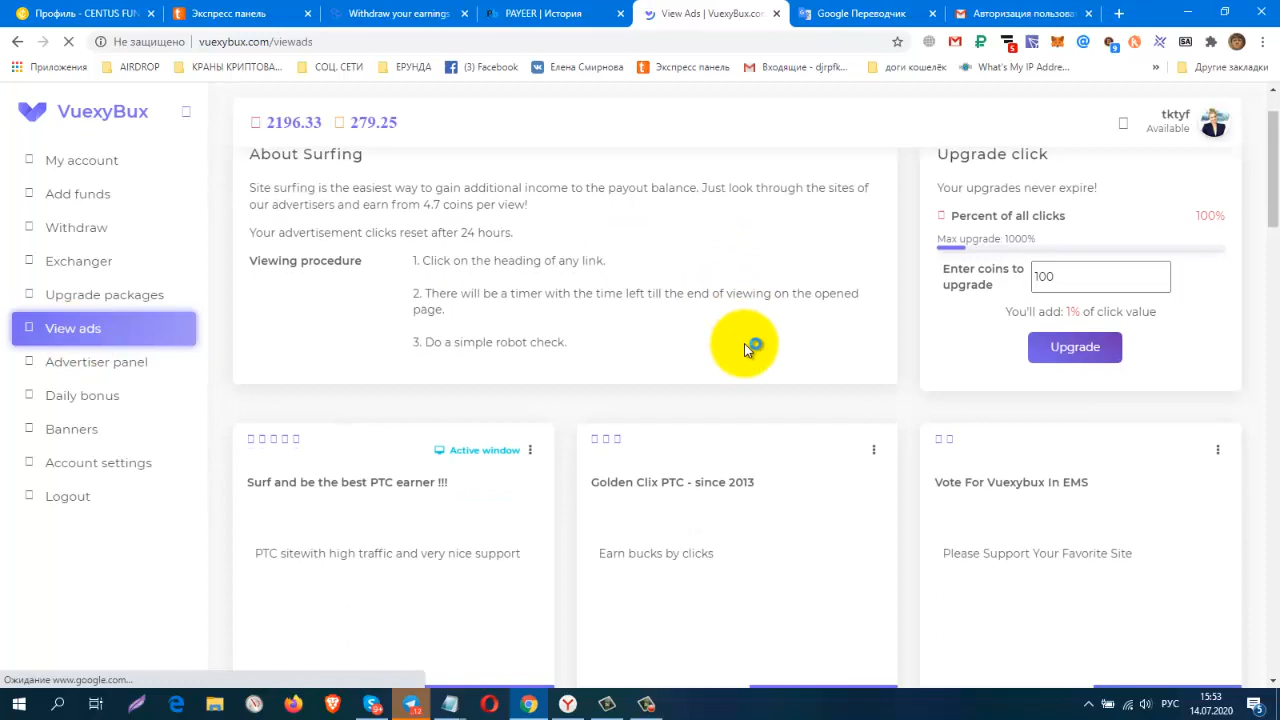 Профиль - CENTUS FUN
Экспресс панель
Withdraw your earnings
PAYEER | История
View Ads | VuexyBux.com
Google Переводчик
Авторизация пользова
Не защищено
vuexybux.com/viewads
Приложения
AIRDROP
КРАНЫ КРИПТОВА...
СОЦ. СЕТИ
ЕРУНДА
(3) Facebook
Елена Смирнова
Экспресс панель
Входящие - djrpfk...
доги кошелёк
What's My IP Addre...
»
Другие закладки
VuexyBux
2196.33
279.25
tktyf
Available
My account
Add funds
Withdraw
Exchanger
Upgrade packages
View ads
Advertiser panel
Daily bonus
Banners
Account settings
Logout
About Surfing
Site surfing is the easiest way to gain additional income to the payout balance. Just look through the sites of
our advertisers and earn from 4.7 coins per view!
Your advertisement clicks reset after 24 hours.
Viewing procedure
1. Click on the heading of any link.
2. There will be a timer with the time left till the end of viewing on the opened
page.
3. Do a simple robot check.
Upgrade click
Your upgrades never expire!
Percent of all clicks
100%
Max upgrade: 1000%
Enter coins to
upgrade
100
You'll add: 1% of click value
Upgrade
Active window
Surf and be the best PTC earner !!!
PTC sitewith high traffic and very nice support
Golden Clix PTC - since 2013
Earn bucks by clicks
Vote For Vuexybux In EMS
Please Support Your Favorite Site
Ожидание www.google.com...
РУС
15:53
14.07.2020